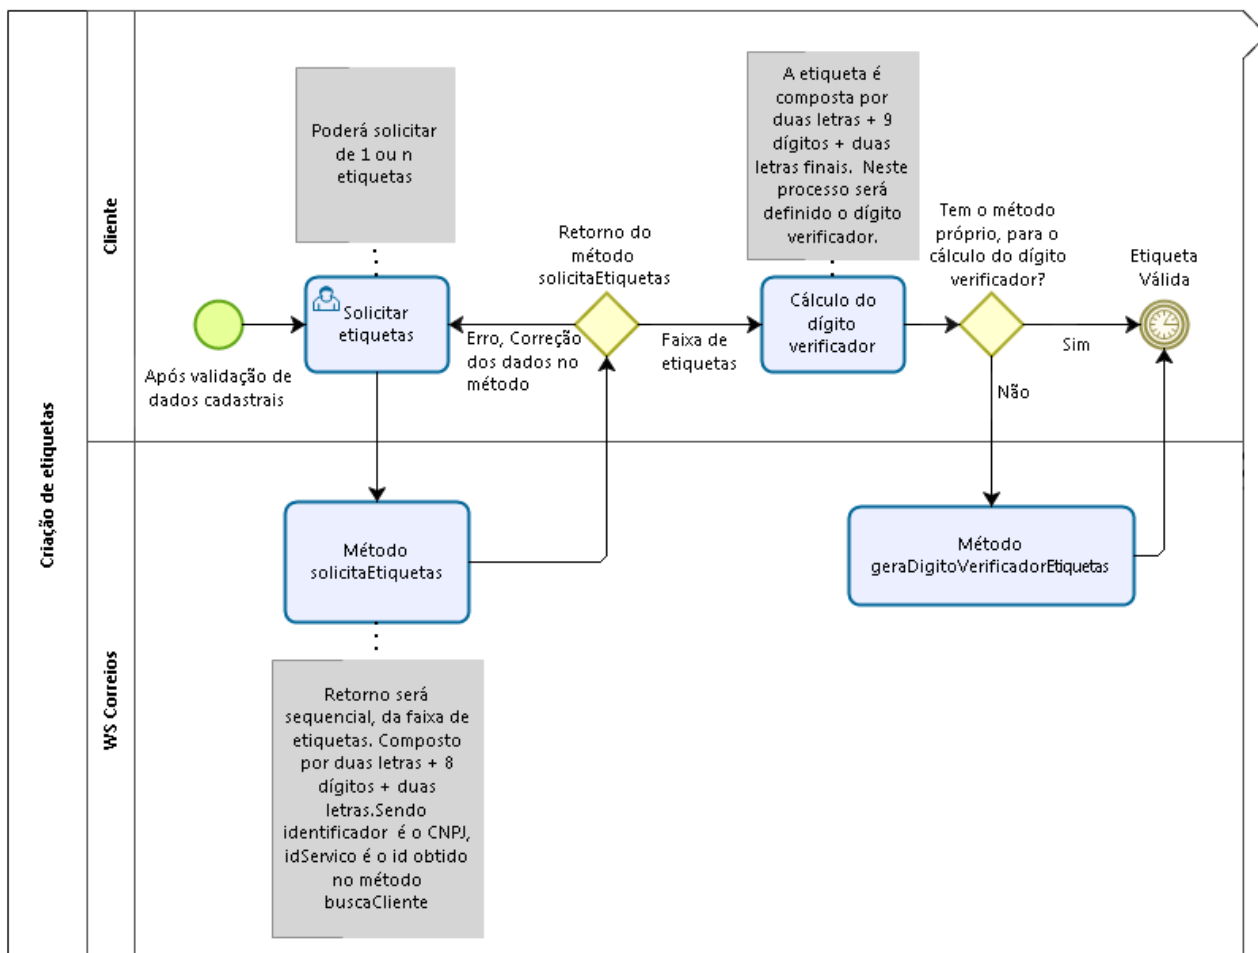 Criação de etiquetas
Cliente
Poderá solicitar
de 1 ou n
etiquetas
A etiqueta é
composta por
duas letras + 9
dígitos + duas
letras finais.  Neste
processo será
definido o dígito
verificador.
Após validação de
dados cadastrais
Solicitar
etiquetas
Retorno do
método
solicitaEtiquetas
Erro, Correção
dos dados no
método
Faixa de
etiquetas
Cálculo do
dígito
verificador
Tem o método
próprio, para o
cálculo do dígito
verificador?
Sim
Não
Etiqueta
Válida
WS Correios
Método
solicitaEtiquetas
Método
geraDigitoVerificadorEtiquetas
Retorno será
sequencial, da faixa de
etiquetas. Composto
por duas letras + 8
dígitos + duas
letras.Sendo
identificador  é o CNPJ,
idServico é o id obtido
no método
buscaCliente